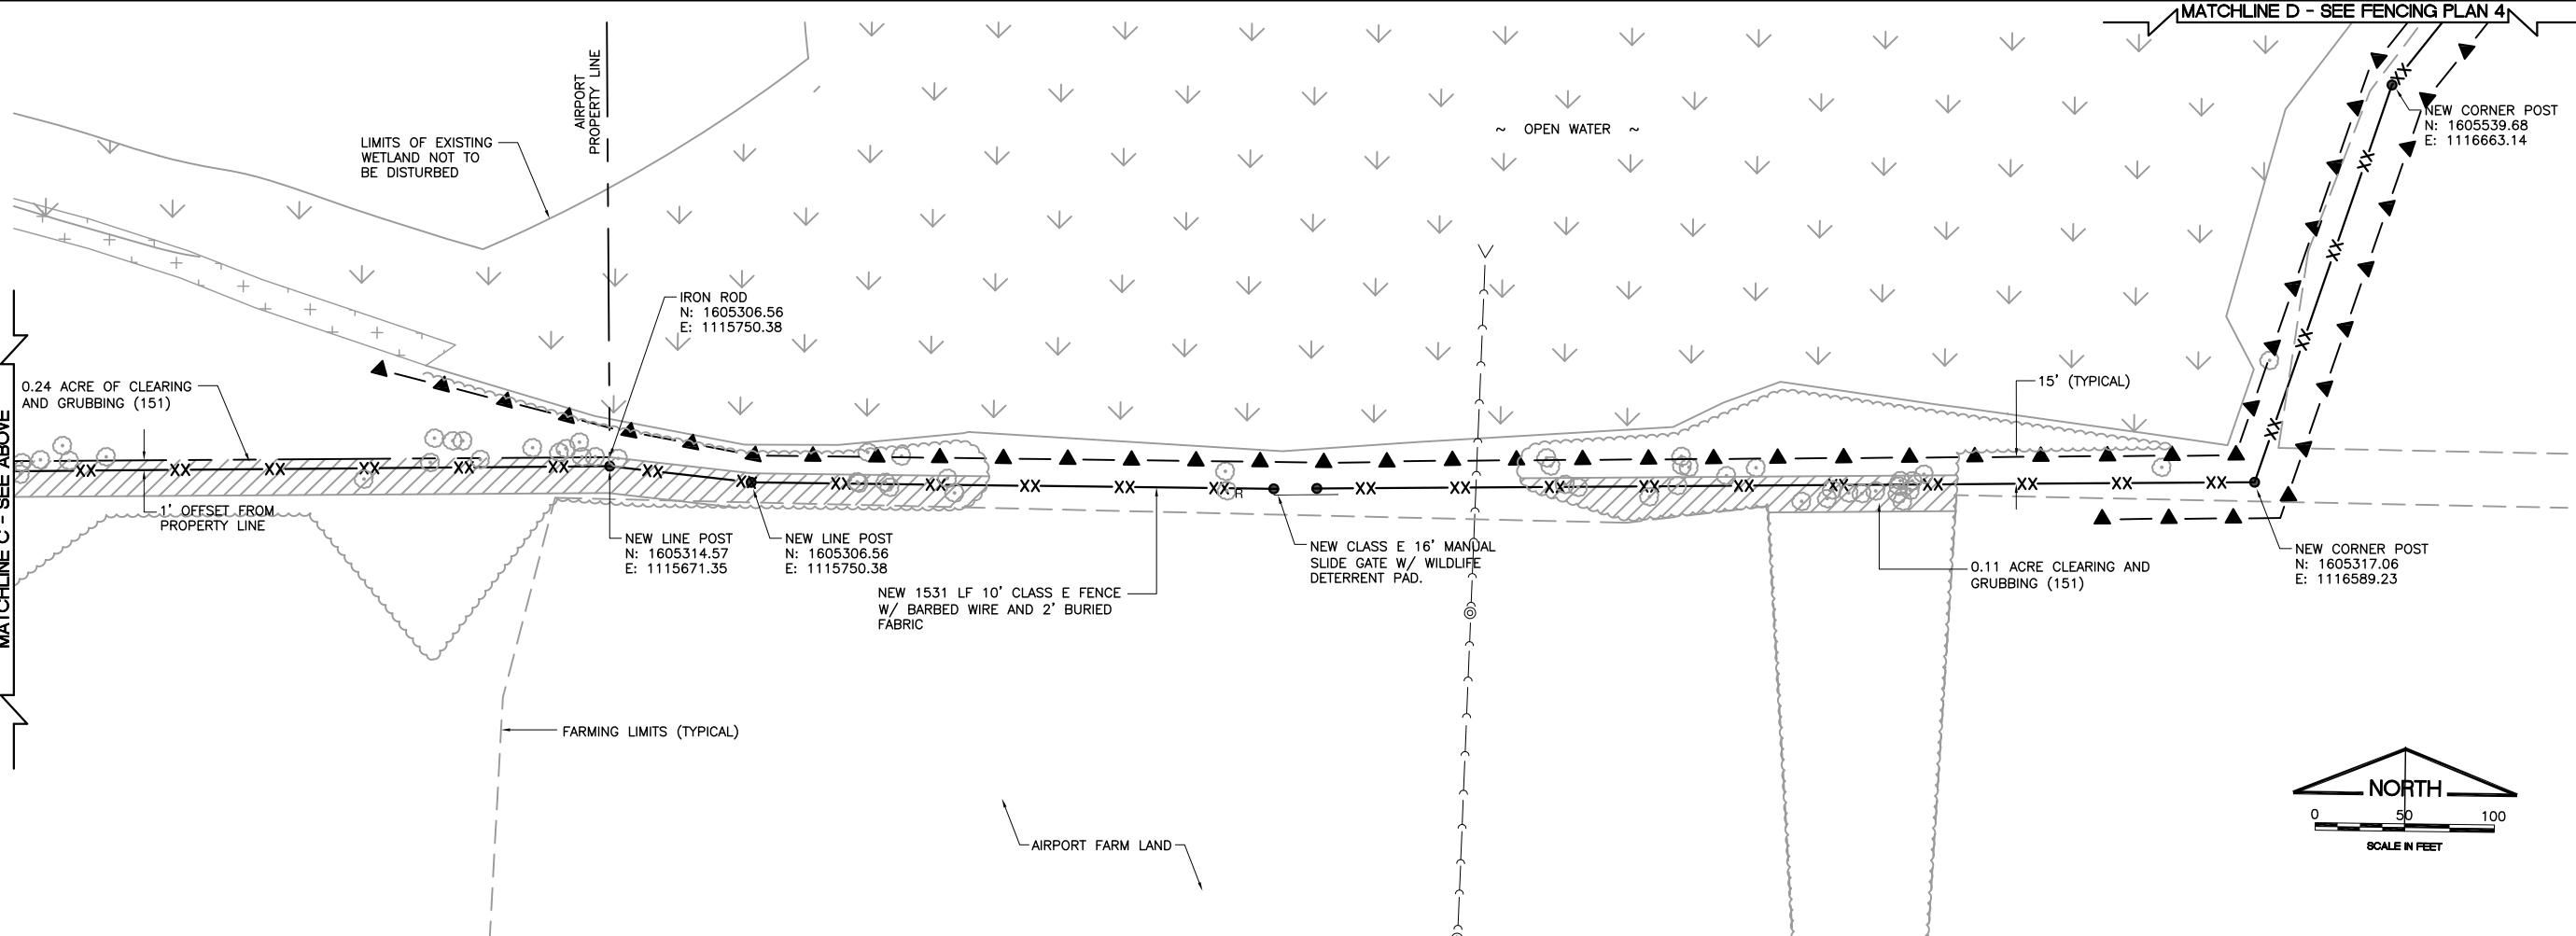 MATCHLINE D - SEE FENCING PLAN 4
AIRPORT
PROPERTY LINE
LIMITS OF EXISTING
WETLAND NOT TO
BE DISTURBED
~ OPEN WATER ~
NEW CORNER POST
N: 1605539.68
E: 1116663.14
IRON ROD
N: 1605306.56
E: 1115750.38
0.24 ACRE OF CLEARING
AND GRUBBING (151)
15' (TYPICAL)
MATCHLINE C - SEE ABOVE
1' OFFSET FROM
PROPERTY LINE
NEW LINE POST
N: 1605314.57
E: 1115671.35
NEW LINE POST
N: 1605306.56
E: 1115750.38
NEW 1531 LF 10' CLASS E FENCE
W/ BARBED WIRE AND 2' BURIED
FABRIC
R
NEW CLASS E 16' MANUAL
SLIDE GATE W/ WILDLIFE
DETERRENT PAD.
0.11 ACRE CLEARING AND
GRUBBING (151)
NEW CORNER POST
N: 1605317.06
E: 1116589.23
FARMING LIMITS (TYPICAL)
AIRPORT FARM LAND
NORTH
0 50 100
SCALE IN FEET